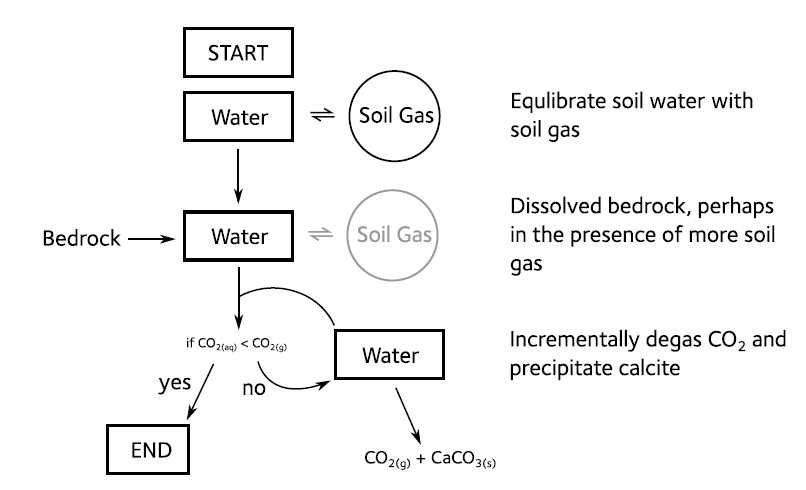 START
Water ⇌ Soil Gas
Equlibrate soil water with
soil gas
Bedrock
Water ⇌ Soil Gas
Dissolved bedrock, perhaps
in the presence of more soil
gas
if CO₂₍aq₎ < CO₂₍g₎
yes
no
Water
Incrementally degas CO₂ and
precipitate calcite
END
CO₂₍g₎ + CaCO₃₍s₎